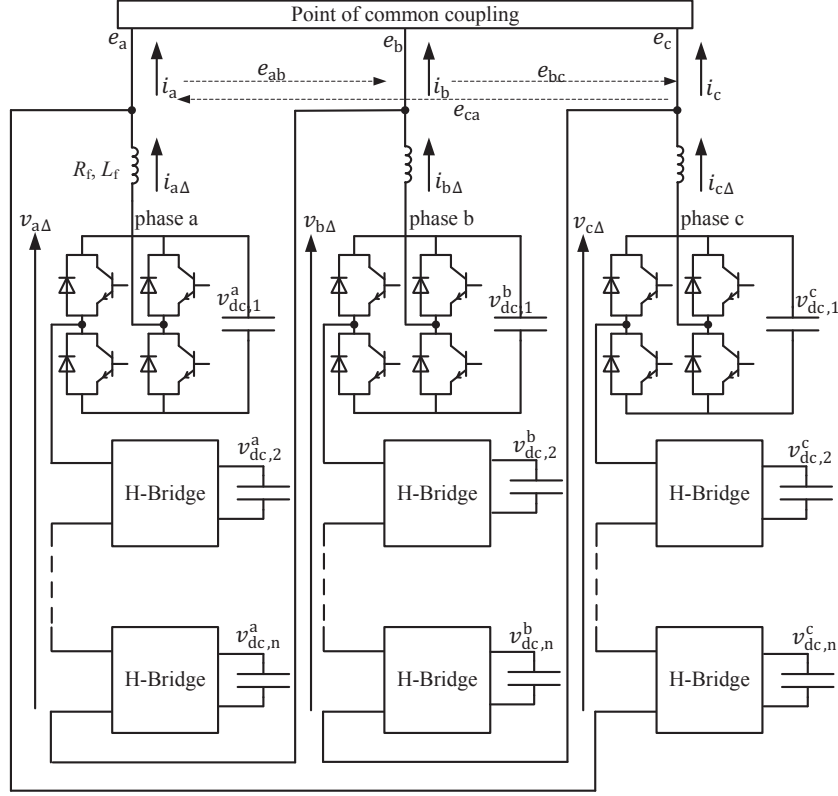 Point of common coupling
e_a e_b e_c
e_ab e_bc
i_a i_b i_c
e_ca
R_f, L_f
i_aΔ i_bΔ i_cΔ
v_aΔ phase a v_bΔ phase b v_cΔ phase c
v^a_dc,1 v^b_dc,1 v^c_dc,1
v^a_dc,2 v^b_dc,2 v^c_dc,2
H-Bridge H-Bridge H-Bridge
v^a_dc,n v^b_dc,n v^c_dc,n
H-Bridge H-Bridge H-Bridge